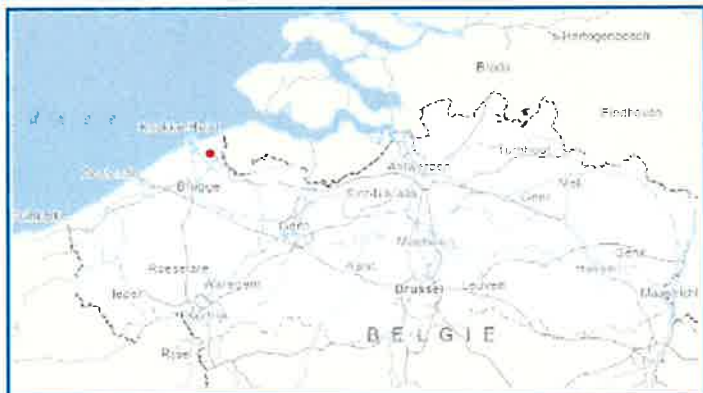 's-Hertogenbosch
Breda
Eindhoven
Knokke-Heist
Turnhout
Antwerpen
Brugge
Sint-Niklaas
Geel
Mol
Gent
Mechelen
Genk
Roeselare
Aalst
Hasselt
Ieper
Waregem
Brussel
Leuven
Maastricht
BELGIE
Rijsel